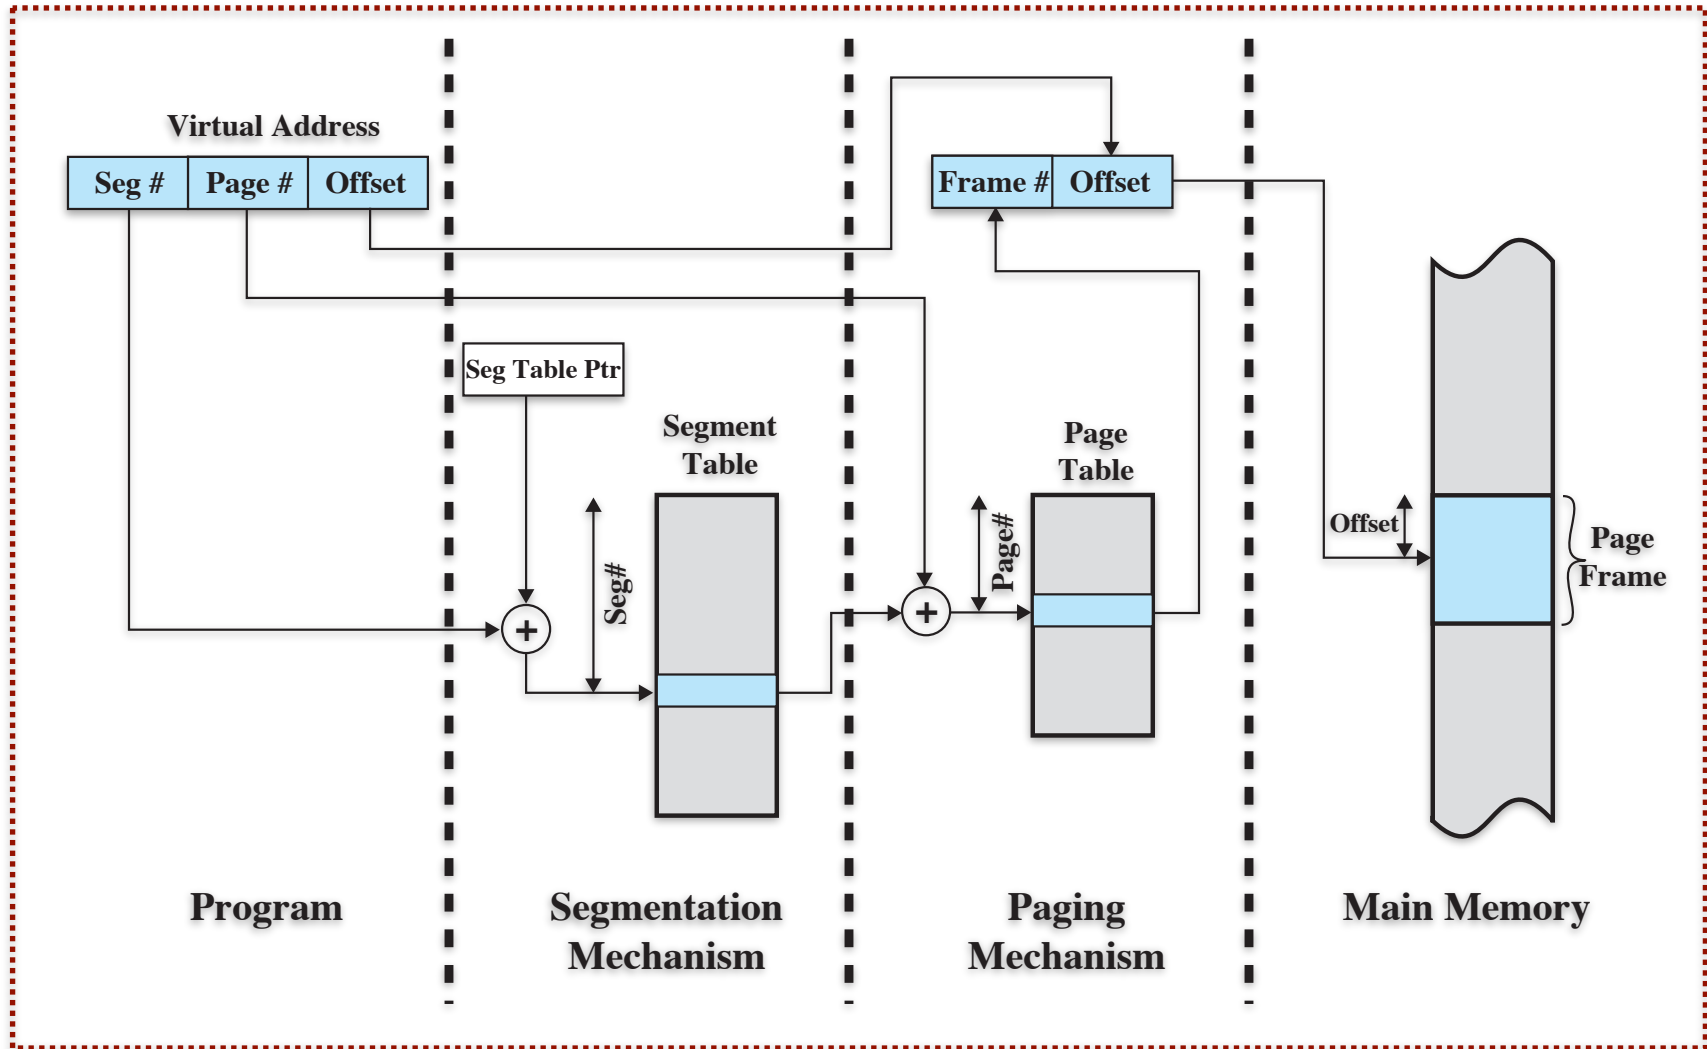 Virtual Address
Seg #
Page #
Offset
Frame #
Offset
Seg Table Ptr
Segment
Table
Page
Table
Seg#
Page#
+
+
Offset
Page
Frame
Program
Segmentation
Mechanism
Paging
Mechanism
Main Memory